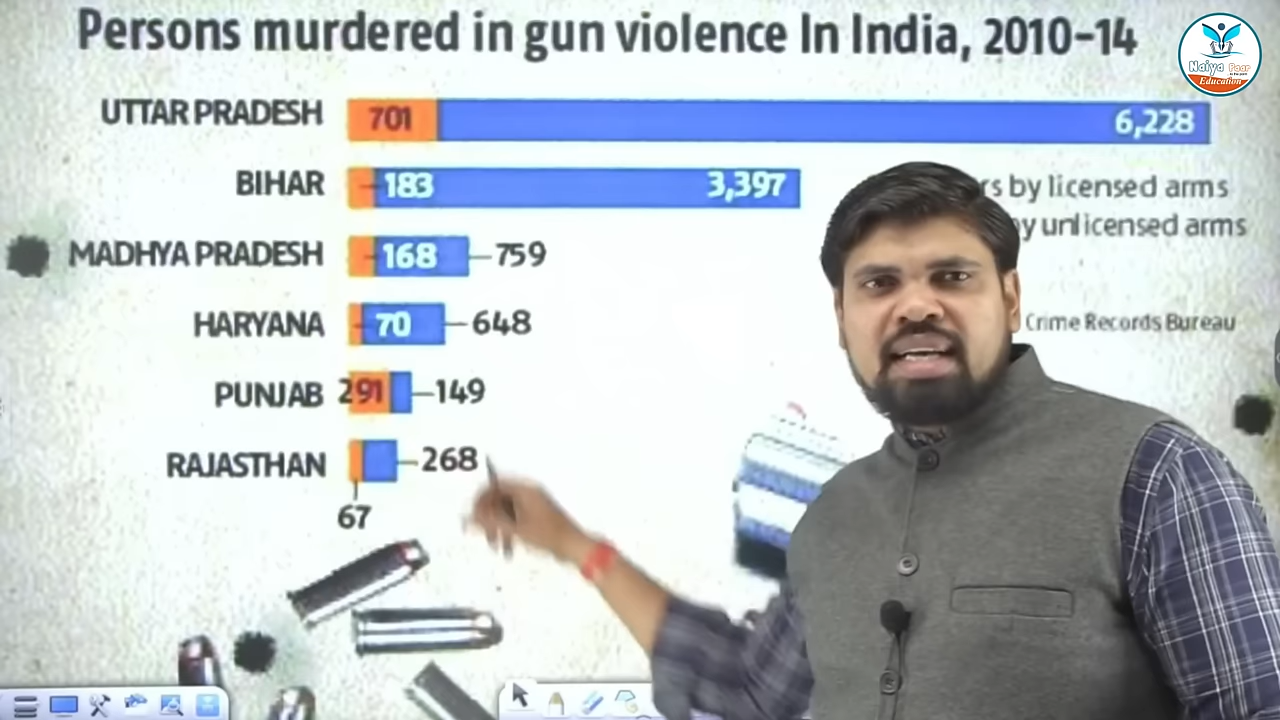 Persons murdered in gun violence In India, 2010-14
Naiya Paar
Education
UTTAR PRADESH 701 6,228
BIHAR 183 3,397
by licensed arms
by unlicensed arms
MADHYA PRADESH 168 759
HARYANA 70 648
Crime Records Bureau
PUNJAB 291 149
RAJASTHAN 268
67